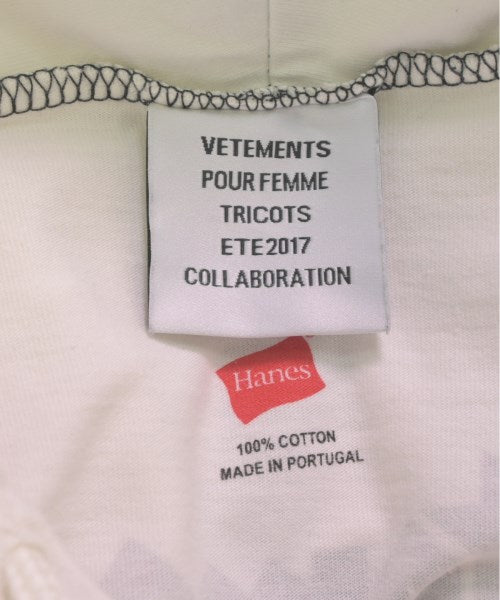 VETEMENTS
POUR FEMME
TRICOTS
ETE2017
COLLABORATION
Hanes
100% COTTON
MADE IN PORTUGAL